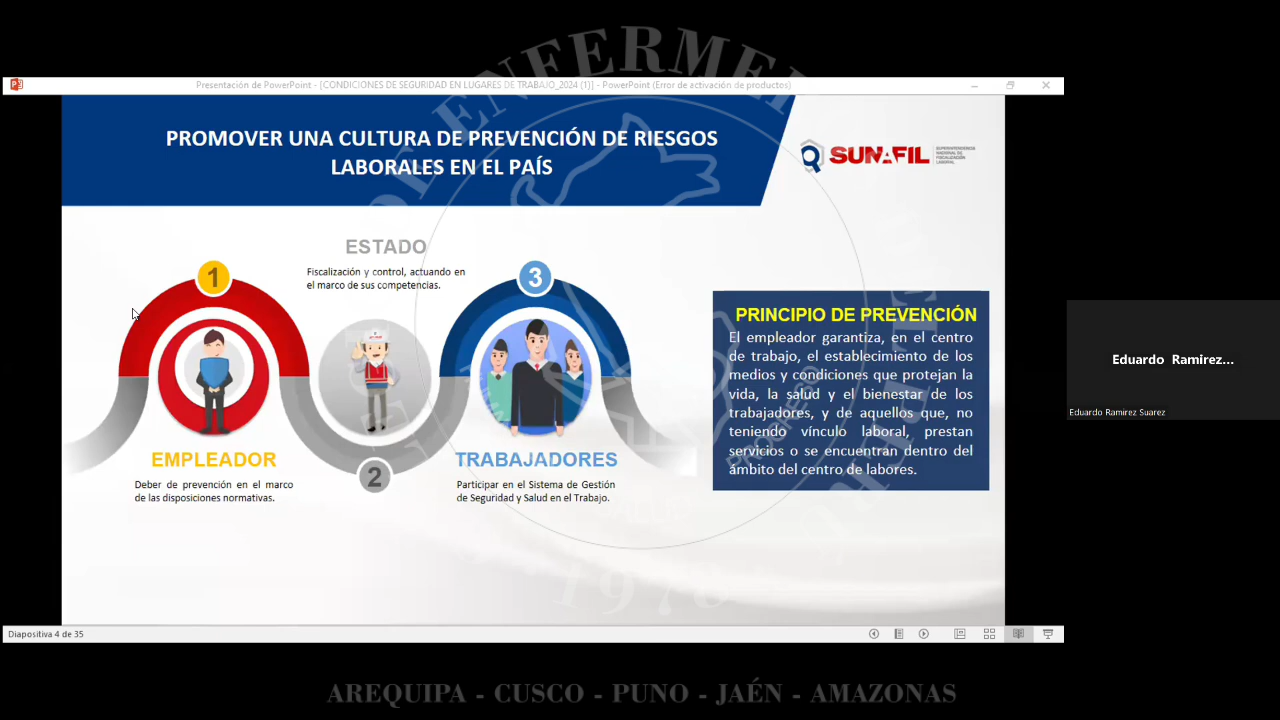 Presentación de PowerPoint - [CONDICIONES DE SEGURIDAD EN LUGARES DE TRABAJO_2024 (1)] - PowerPoint (Error de activación de productos)
PROMOVER UNA CULTURA DE PREVENCIÓN DE RIESGOS
LABORALES EN EL PAÍS
SUNAFIL
SUPERINTENDENCIA
NACIONAL DE
FISCALIZACIÓN
LABORAL
ESTADO
Fiscalización y control, actuando en
el marco de sus competencias.
1
3
EMPLEADOR
Deber de prevención en el marco
de las disposiciones normativas.
2
TRABAJADORES
Participar en el Sistema de Gestión
de Seguridad y Salud en el Trabajo.
PRINCIPIO DE PREVENCIÓN
El empleador garantiza, en el centro
de trabajo, el establecimiento de los
medios y condiciones que protejan la
vida, la salud y el bienestar de los
trabajadores, y de aquellos que, no
teniendo vínculo laboral, prestan
servicios o se encuentran dentro del
ámbito del centro de labores.
Eduardo Ramirez...
Eduardo Ramirez Suarez
Diapositiva 4 de 35
1978
AREQUIPA - CUSCO - PUNO - JAÉN - AMAZONAS